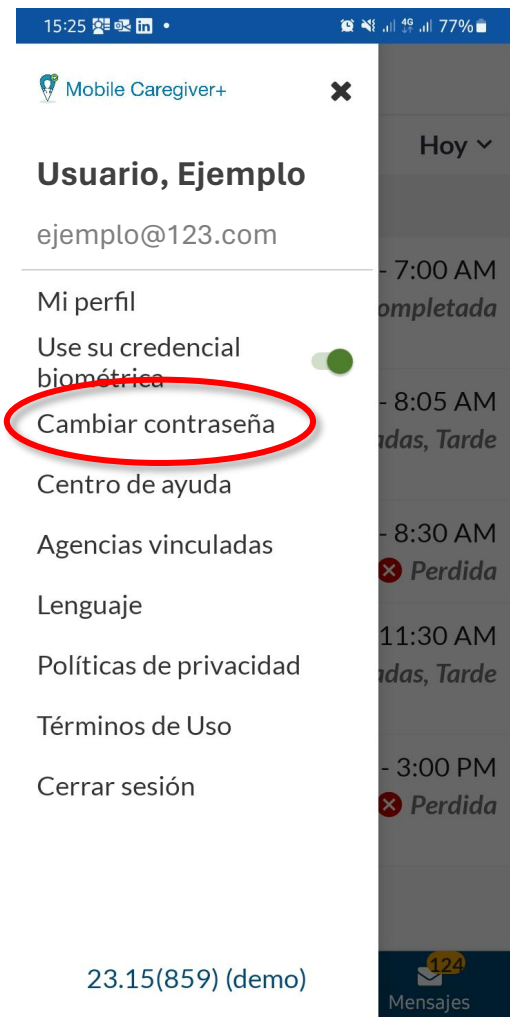 15:25
4G 77%
Mobile Caregiver+
Hoy
Usuario, Ejemplo
ejemplo@123.com
- 7:00 AM
Mi perfil
ompletada
Use su credencial
biométrica
- 8:05 AM
Cambiar contraseña
adas, Tarde
Centro de ayuda
- 8:30 AM
Agencias vinculadas
Perdida
Lenguaje
11:30 AM
Políticas de privacidad
adas, Tarde
Términos de Uso
- 3:00 PM
Cerrar sesión
Perdida
23.15(859) (demo)
124
Mensajes